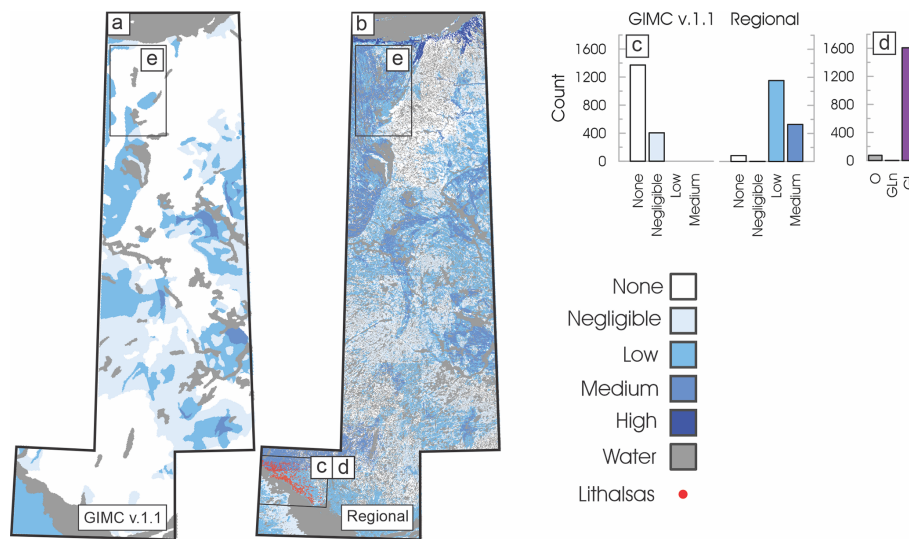 a
e
GIMC v.1.1
b
e
c d
Regional
GIMC v.1.1 Regional
c
Count
1600
1200
800
400
0
None
Negligible
Low
Medium
None
Negligible
Low
Medium
d
1600
1200
800
400
0
O
GLn
None
Negligible
Low
Medium
High
Water
Lithalsas